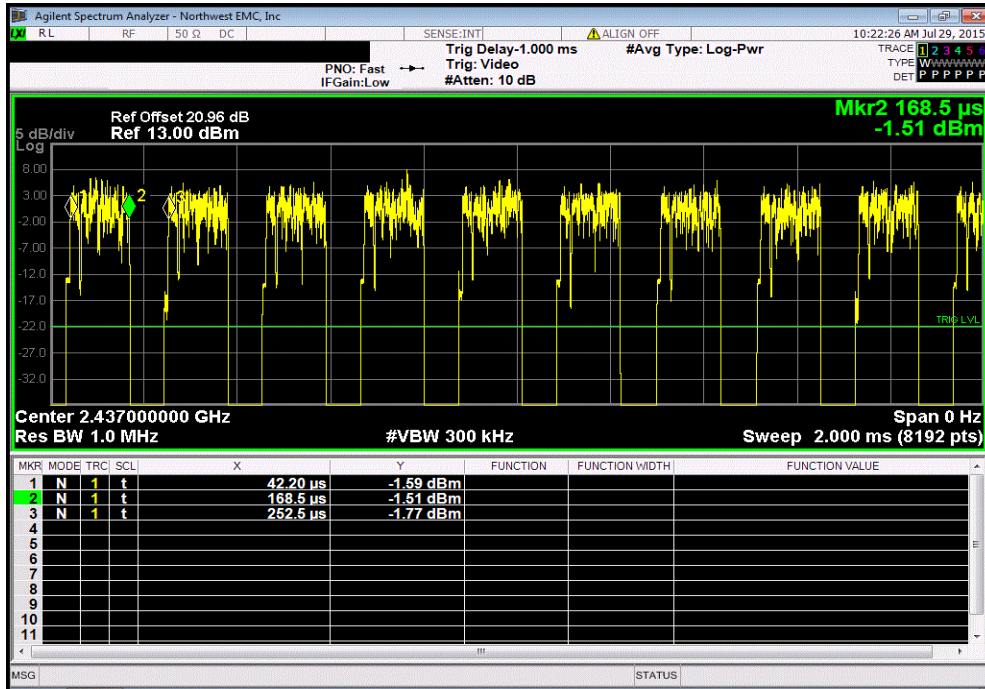 Agilent Spectrum Analyzer - Northwest EMC, Inc
LXI RL RF 50 Ω DC SENSE:INT ALIGN OFF 10:22:26 AM Jul 29, 2015
Trig Delay-1.000 ms #Avg Type: Log-Pwr TRACE 1 2 3 4 5 6
PNO: Fast Trig: Video TYPE WWWWWW
IFGain:Low #Atten: 10 dB DET P P P P P P
Mkr2 168.5 µs
-1.51 dBm
Ref Offset 20.96 dB
5 dB/div Ref 13.00 dBm
Log
8.00
3.00
2
-2.00
-7.00
-12.0
-17.0
-22.0
TRIG LVL
-27.0
-32.0
Center 2.437000000 GHz Span 0 Hz
Res BW 1.0 MHz #VBW 300 kHz Sweep 2.000 ms (8192 pts)
MKR MODE TRC SCL X Y FUNCTION FUNCTION WIDTH FUNCTION VALUE
1 N 1 t 42.20 µs -1.59 dBm
2 N 1 t 168.5 µs -1.51 dBm
3 N 1 t 252.5 µs -1.77 dBm
4
5
6
7
8
9
10
11
MSG STATUS